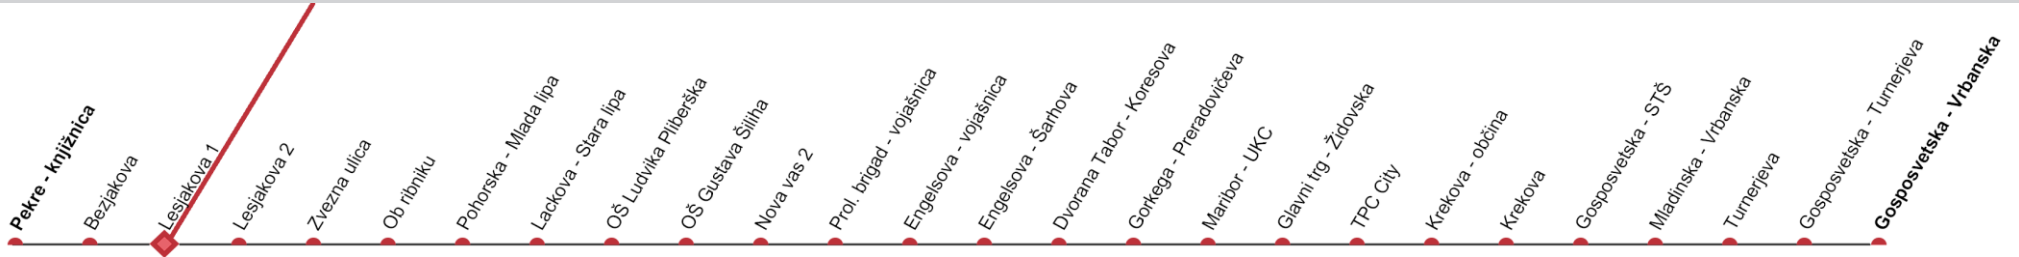 Pekre - knjižnica
Bezjakova
Lesjakova 1
Lesjakova 2
Zvezna ulica
Ob ribniku
Pohorska - Mlada lipa
Lackova - Stara lipa
OŠ Ludvika Pliberška
OŠ Gustava Šiliha
Nova vas 2
Prol. brigad - vojašnica
Engelsova - vojašnica
Engelsova - Šarhova
Dvorana Tabor - Koresova
Gorkega - Preradovičeva
Maribor - UKC
Glavni trg - Židovska
TPC City
Krekova - občina
Krekova
Gosposvetska - STŠ
Mladinska - Vrbanska
Turnerjeva
Gosposvetska - Turnerjeva
Gosposvetska - Vrbanska